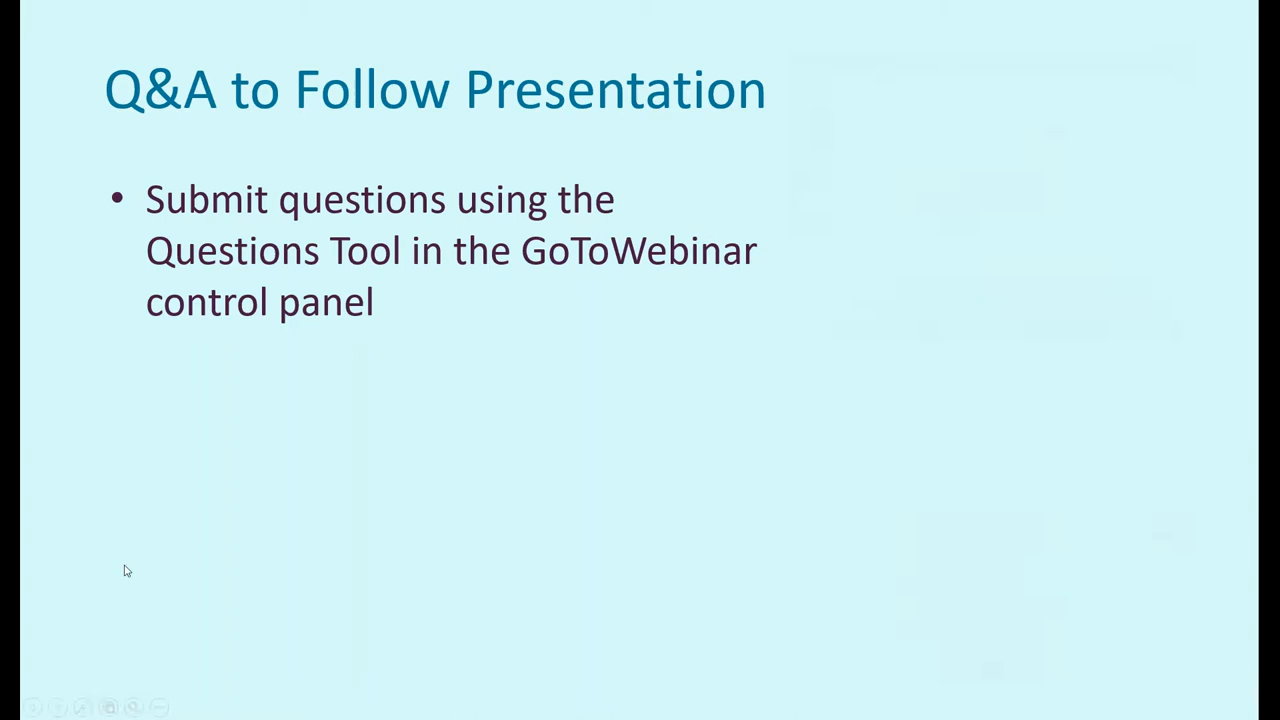 Q&A to Follow Presentation
• Submit questions using the
Questions Tool in the GoToWebinar
control panel